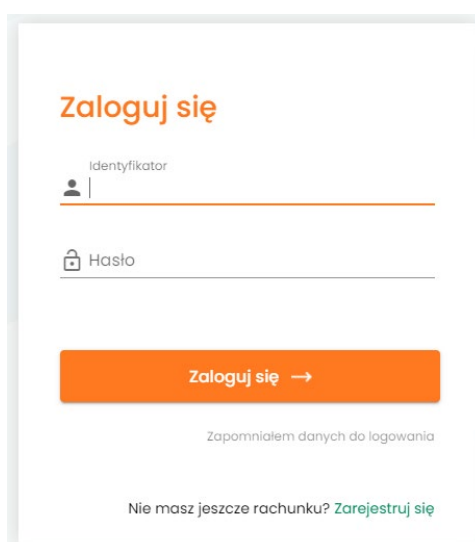 Zaloguj się
Identyfikator
Hasło
Zaloguj się →
Zapomniałem danych do logowania
Nie masz jeszcze rachunku? Zarejestruj się